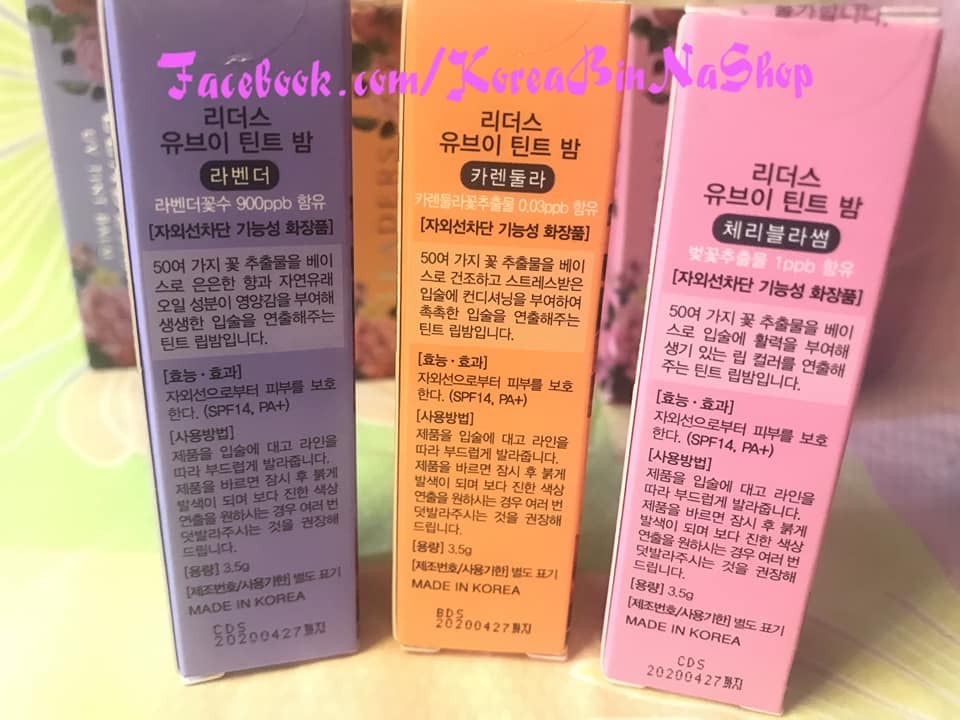 Facebook.com/KoreaBinNaShop
리더스
유브이 틴트 밤
라벤더
라벤더꽃수 900ppb 함유
[자외선차단 기능성 화장품]
50여 가지 꽃 추출물을 베이
스로 은은한 향과 자연유래
오일 성분이 영양감을 부여해
생생한 입술을 연출해주는
틴트 립밤입니다.
[효능·효과]
자외선으로부터 피부를 보호
한다. (SPF14, PA+)
[사용방법]
제품을 입술에 대고 라인을
따라 부드럽게 발라줍니다.
제품을 바르면 잠시 후 붉게
발색이 되며 보다 진한 색상
연출을 원하시는 경우 여러 번
덧발라주시는 것을 권장해
드립니다.
[용량] 3.5g
[제조번호/사용기한] 별도 표기
MADE IN KOREA
CDS
20200427까지
리더스
유브이 틴트 밤
카렌둘라
카렌둘라꽃추출물 0.03ppb 함유
[자외선차단 기능성 화장품]
50여 가지 꽃 추출물을 베이
스로 건조하고 스트레스받은
입술에 컨디셔닝을 부여하여
촉촉한 입술을 연출해주는
틴트 립밤입니다.
[효능·효과]
자외선으로부터 피부를 보호
한다. (SPF14, PA+)
[사용방법]
제품을 입술에 대고 라인을
따라 부드럽게 발라줍니다.
제품을 바르면 잠시 후 붉게
발색이 되며 보다 진한 색상
연출을 원하시는 경우 여러 번
덧발라주시는 것을 권장해
드립니다.
[용량] 3.5g
[제조번호/사용기한] 별도 표기
MADE IN KOREA
BDS
20200427까지
니다.
리더스
유브이 틴트 밤
체리블라썸
벚꽃추출물 1ppb 함유
[자외선차단 기능성 화장품]
50여 가지 꽃 추출물을 베이
스로 입술에 활력을 부여해
생기 있는 립 컬러를 연출해
주는 틴트 립밤입니다.
[효능·효과]
자외선으로부터 피부를 보호
한다. (SPF14, PA+)
[사용방법]
제품을 입술에 대고 라인을
따라 부드럽게 발라줍니다.
제품을 바르면 잠시 후 붉게
발색이 되며 보다 진한 색상
연출을 원하시는 경우 여러 번
덧발라주시는 것을 권장해
드립니다.
[용량] 3.5g
[제조번호/사용기한] 별도 표기
MADE IN KOREA
CDS
20200427까지